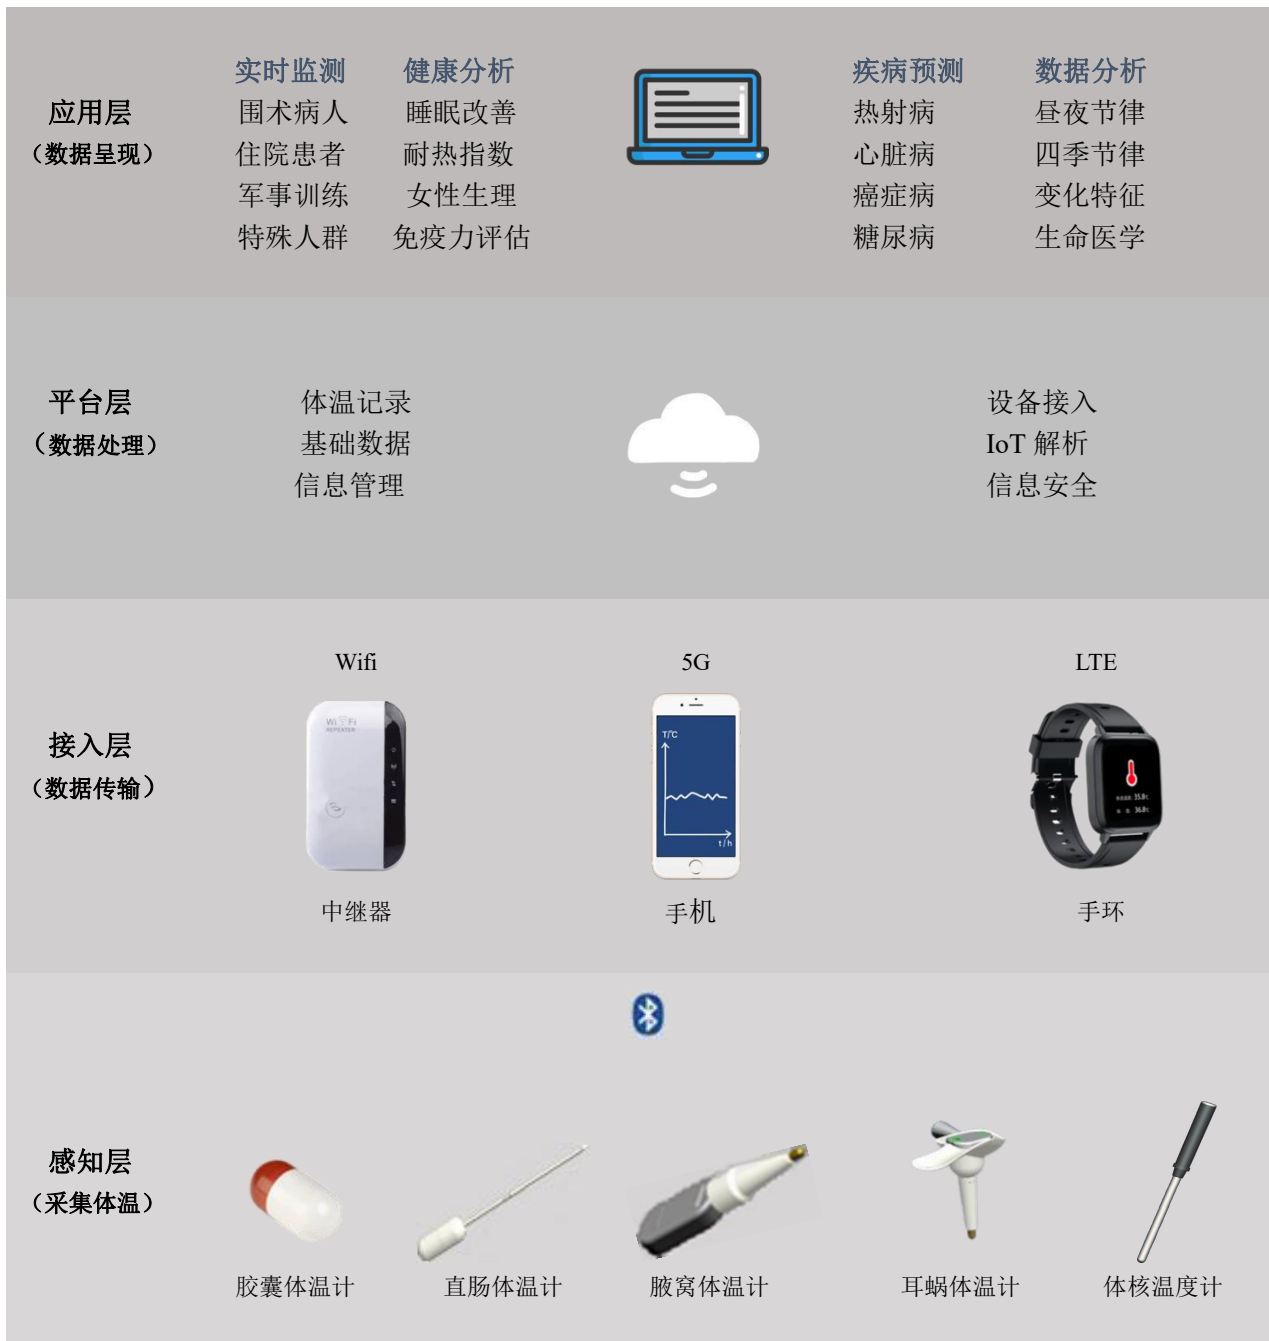 实时监测 健康分析 疾病预测 数据分析
应用层 围术病人 睡眠改善 热射病 昼夜节律
（数据呈现） 住院患者 耐热指数 心脏病 四季节律
军事训练 女性生理 癌症病 变化特征
特殊人群 免疫力评估 糖尿病 生命医学
平台层 体温记录 设备接入
（数据处理） 基础数据 IoT 解析
信息管理 信息安全
Wifi 5G LTE
接入层
（数据传输）
Wi Fi
REPEATER
T/℃
t/h
35.8℃
36.8℃
中继器 手机 手环
感知层
（采集体温）
胶囊体温计 直肠体温计 腋窝体温计 耳蜗体温计 体核温度计